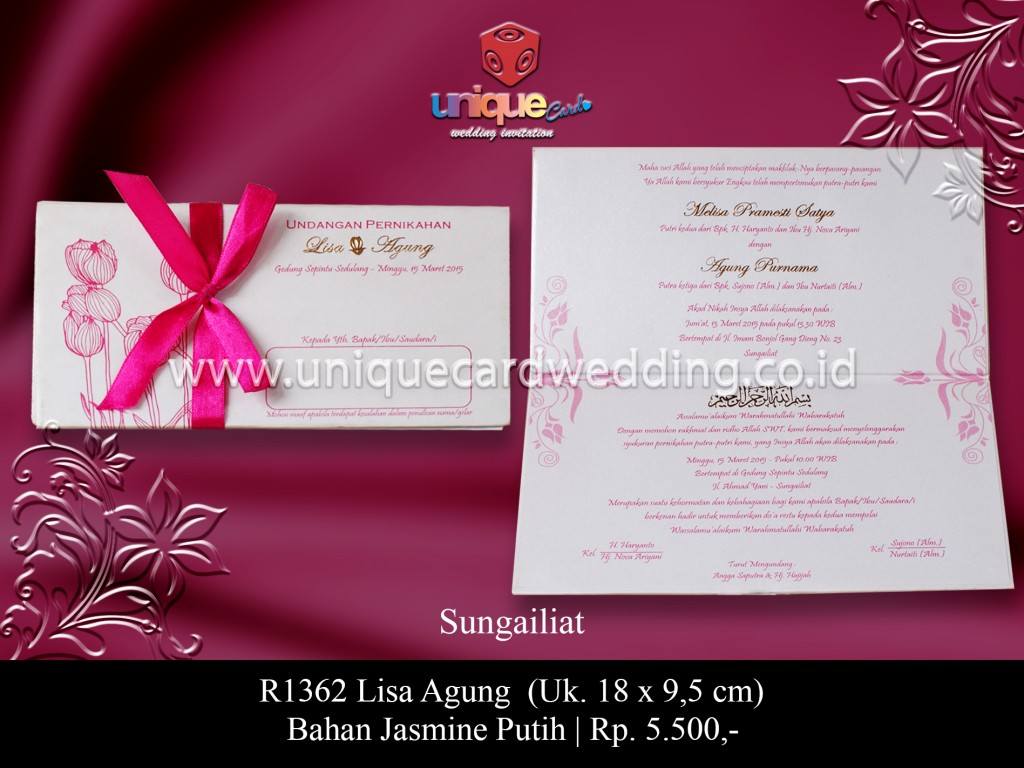 unique Card
wedding invitation
UNDANGAN PERNIKAHAN
Lisa Agung
Gedung Sepintu Sedulang - Minggu, 15 Maret 2015
Kepada Yth. Bapak/Ibu/Saudara/i
Mohon maaf apabila terdapat kesalahan dalam penulisan nama/gelar
Maha suci Allah yang telah menciptakan makhluk-Nya berpasang-pasangan
Ya Allah kami bersyukur Engkau telah mempertemukan putra-putri kami
Melisa Pramesti Satya
Putri kedua dari Bpk. H. Haryanto dan Ibu Hj. Nova Ariyani
dengan
Agung Purnama
Putra ketiga dari Bpk. Sujono (Alm.) dan Ibu Nurtaiti (Alm.)
Akad Nikah Insya Allah dilaksanakan pada :
Jum'at, 13 Maret 2015 pada pukul 13.30 WIB
Bertempat di Jl. Imam Bonjol Gang Dieng No. 23
Sungailiat
www.uniquecardwedding.co.id
بسم الله الرحمن الرحيم
Assalamu'alaikum Warahmatullahi Wabarakatuh
Dengan memohon rakhmat dan ridho Allah SWT, kami bermaksud menyelenggarakan
syukuran pernikahan putra-putri kami, yang Insya Allah akan dilaksanakan pada :
Minggu, 15 Maret 2015 - Pukul 10.00 WIB
Bertempat di Gedung Sepintu Sedulang
Jl. Ahmad Yani - Sungailiat
Merupakan suatu kehormatan dan kebahagiaan bagi kami apabila Bapak/Ibu/Saudara/i
berkenan hadir untuk memberikan do'a restu kepada kedua mempelai
Wassalamu'alaikum Warahmatullahi Wabarakatuh
Kel. H. Haryanto
Hj. Nova Ariyani
Kel. Sujono (Alm.)
Nurtaiti (Alm.)
Turut Mengundang :
Angga Saputra & Hj. Hajijah
Sungailiat
R1362 Lisa Agung (Uk. 18 x 9,5 cm)
Bahan Jasmine Putih | Rp. 5.500,-